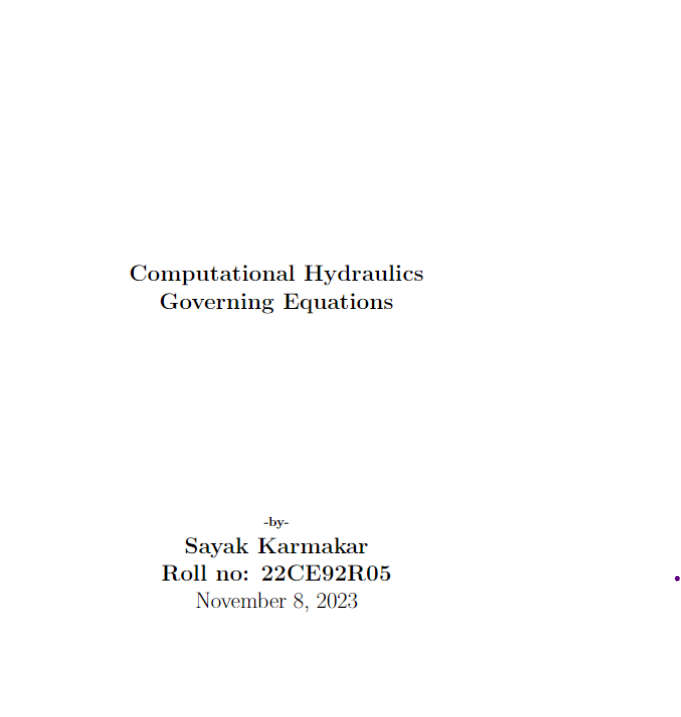 Computational Hydraulics
Governing Equations
-by-
Sayak Karmakar
Roll no: 22CE92R05
November 8, 2023